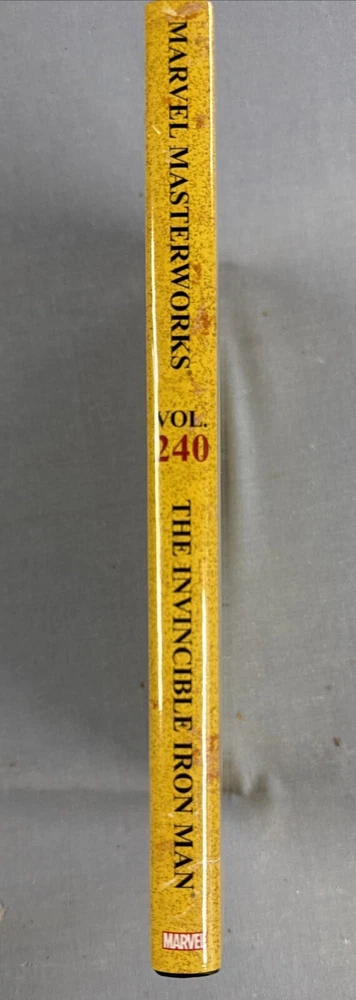 MARVEL MASTERWORKS®
VOL.
240
THE INVINCIBLE IRON MAN®
MARVEL